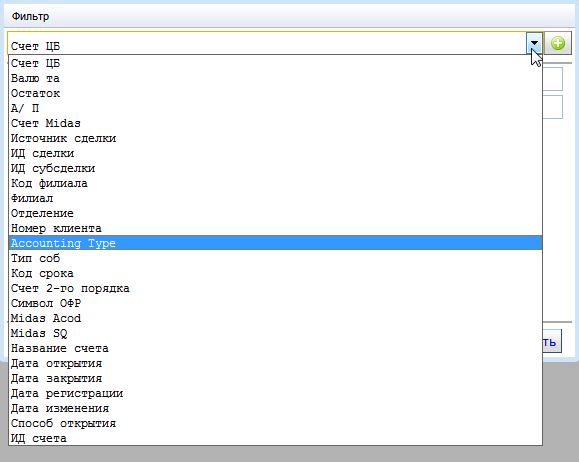 Фильтр
Счет ЦБ
Счет ЦБ
Валю та
Остаток
А/ П
Счет Midas
Источник сделки
ИД сделки
ИД субсделки
Код филиала
Филиал
Отделение
Номер клиента
Accounting Type
Тип соб
Код срока
Счет 2-го порядка
Символ ОФР
Midas Acod
Midas SQ
Название счета
Дата открытия
Дата закрытия
Дата регистрации
Дата изменения
Способ открытия
ИД счета